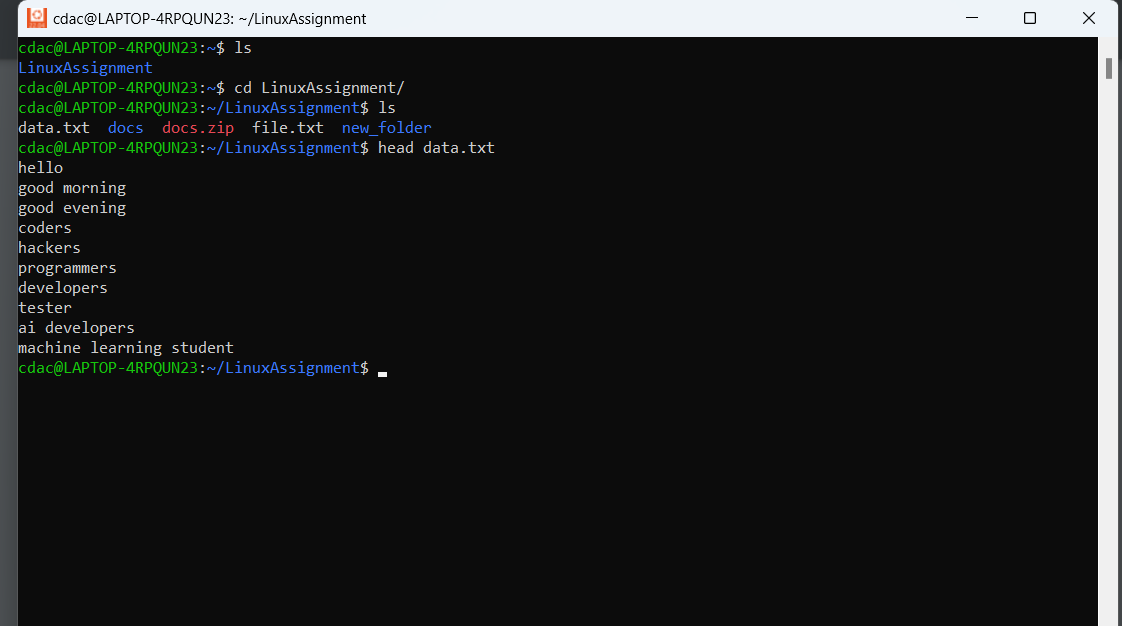 cdac@LAPTOP-4RPQUN23: ~/LinuxAssignment
cdac@LAPTOP-4RPQUN23:~$ ls
LinuxAssignment
cdac@LAPTOP-4RPQUN23:~$ cd LinuxAssignment/
cdac@LAPTOP-4RPQUN23:~/LinuxAssignment$ ls
data.txt  docs  docs.zip  file.txt  new_folder
cdac@LAPTOP-4RPQUN23:~/LinuxAssignment$ head data.txt
hello
good morning
good evening
coders
hackers
programmers
developers
tester
ai developers
machine learning student
cdac@LAPTOP-4RPQUN23:~/LinuxAssignment$